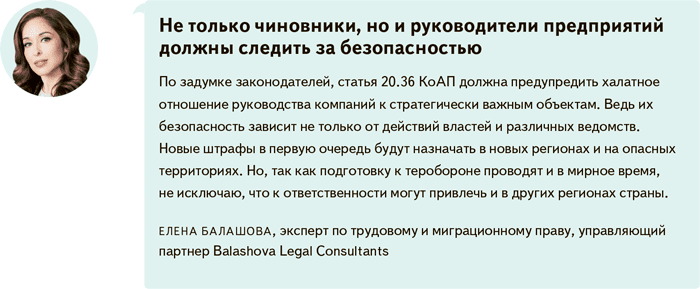 Не только чиновники, но и руководители предприятий
должны следить за безопасностью
По задумке законодателей, статья 20.36 КоАП должна предупредить халатное
отношение руководства компаний к стратегически важным объектам. Ведь их
безопасность зависит не только от действий властей и различных ведомств.
Новые штрафы в первую очередь будут назначать в новых регионах и на опасных
территориях. Но, так как подготовку к теробороне проводят и в мирное время,
не исключаю, что к ответственности могут привлечь и в других регионах страны.
ЕЛЕНА БАЛАШОВА, эксперт по трудовому и миграционному праву, управляющий
партнер Balashova Legal Consultants